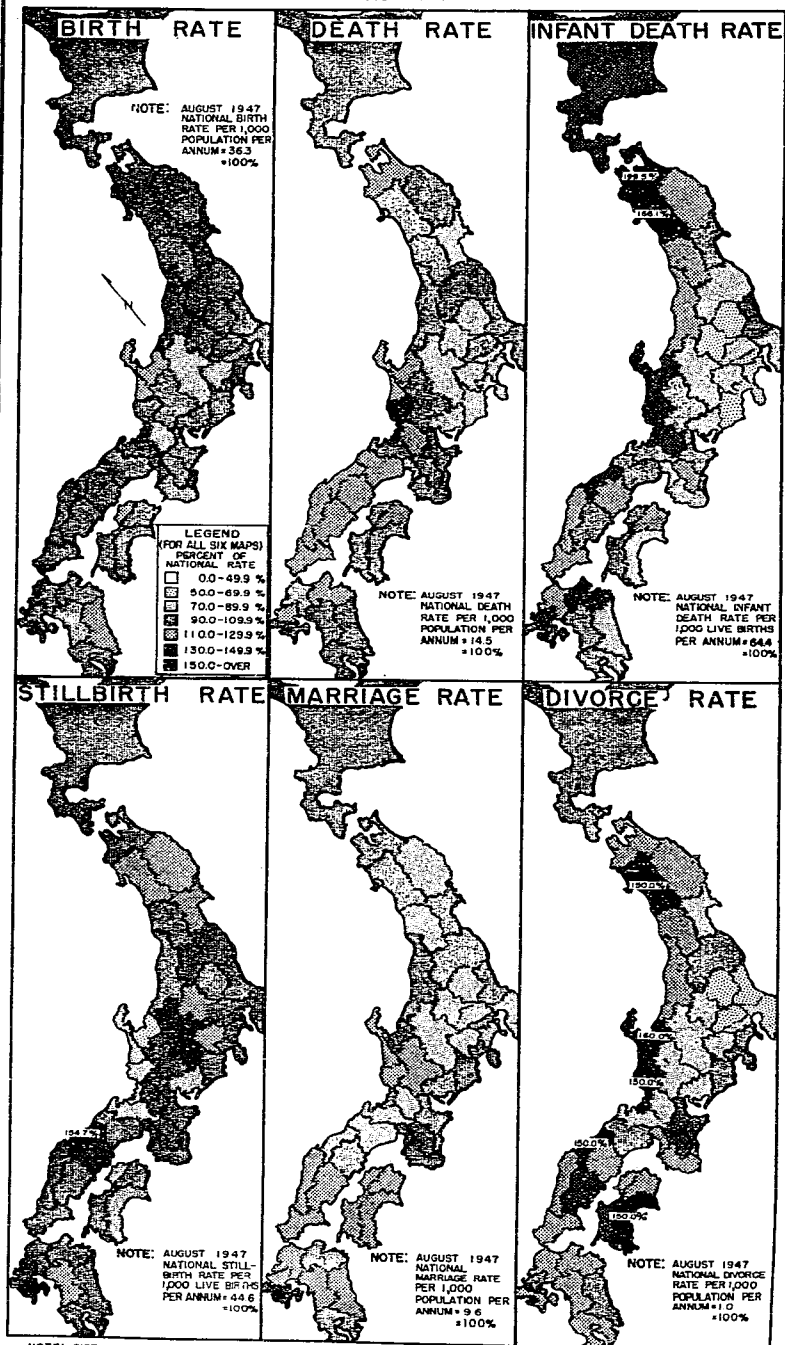 BIRTH RATE
NOTE: AUGUST 1947
NATIONAL BIRTH
RATE PER 1,000
POPULATION PER
ANNUM = 36.3
=100%
N
LEGEND
(FOR ALL SIX MAPS)
PERCENT OF
NATIONAL RATE
0.0-49.9 %
50.0-69.9 %
70.0-89.9 %
90.0-109.9 %
110.0-129.9 %
130.0-149.9 %
150.0-OVER
DEATH RATE
NOTE: AUGUST 1947
NATIONAL DEATH
RATE PER 1,000
POPULATION PER
ANNUM = 14.5
=100%
INFANT DEATH RATE
199.5%
166.1%
NOTE: AUGUST 1947
NATIONAL INFANT
DEATH RATE PER
1,000 LIVE BIRTHS
PER ANNUM = 64.4
=100%
STILLBIRTH RATE
154.7%
NOTE: AUGUST 1947
NATIONAL STILL-
BIRTH RATE PER
1,000 LIVE BIRTHS
PER ANNUM = 44.6
=100%
MARRIAGE RATE
NOTE: AUGUST 1947
NATIONAL
MARRIAGE RATE
PER 1,000
POPULATION PER
ANNUM = 9.6
=100%
DIVORCE RATE
150.0%
160.0%
150.0%
150.0%
150.0%
NOTE: AUGUST 1947
NATIONAL DIVORCE
RATE PER 1,000
POPULATION PER
ANNUM = 1.0
=100%